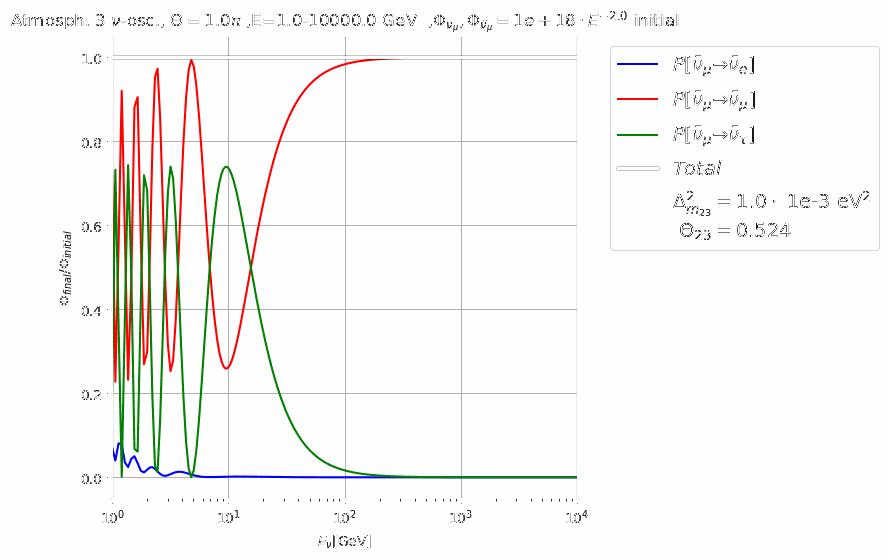 Atmosph. 3 ν-osc., Θ = 1.0π ,E=1.0-10000.0 GeV ,Φ_{ν_μ}, Φ_{ν̄_μ} = 1e + 18 · E^{-2.0} initial
P[ν̄_μ→ν̄_e]
P[ν̄_μ→ν̄_μ]
P[ν̄_μ→ν̄_τ]
Total
Δ^2_{m_{23}} = 1.0 · 1e-3 eV^2
Θ_{23} = 0.524
Φ_{final}/Φ_{initial}
1.0
0.8
0.6
0.4
0.2
0.0
10^0 10^1 10^2 10^3 10^4
E_ν[GeV]